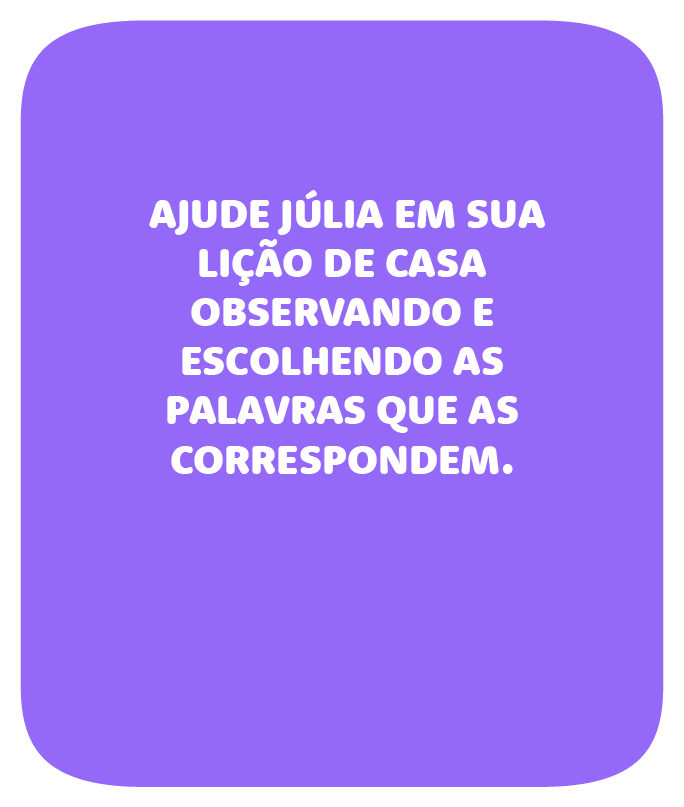 AJUDE JÚLIA EM SUA
LIÇÃO DE CASA
OBSERVANDO E
ESCOLHENDO AS
PALAVRAS QUE AS
CORRESPONDEM.